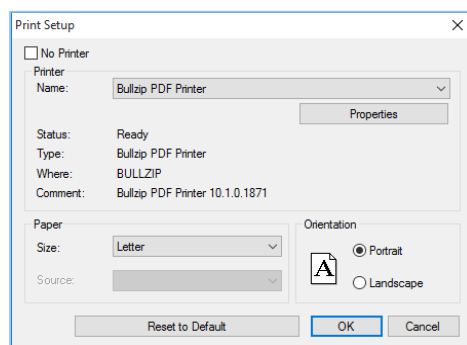 Print Setup
No Printer
Printer
Name: Bullzip PDF Printer
Properties
Status: Ready
Type: Bullzip PDF Printer
Where: BULLZIP
Comment: Bullzip PDF Printer 10.1.0.1871
Paper
Size: Letter
Source:
Orientation
A
Portrait
Landscape
Reset to Default OK Cancel